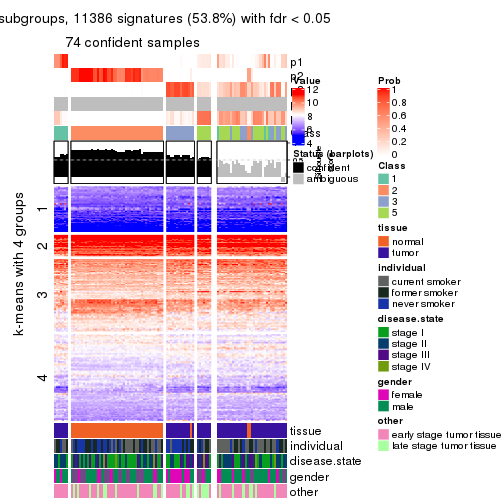 subgroups, 11386 signatures (53.8%) with fdr < 0.05
74 confident samples
p1
p2
Value
12
10
8
6
4
Prob
1
0.8
0.6
0.4
0.2
0
Status (barplots)
confident
ambiguous
Class
1
2
3
5
k-means with 4 groups
1
2
3
4
tissue
normal
tumor
individual
current smoker
former smoker
never smoker
disease.state
stage I
stage II
stage III
stage IV
gender
female
male
other
early stage tumor tissue
late stage tumor tissue
tissue
individual
disease.state
gender
other